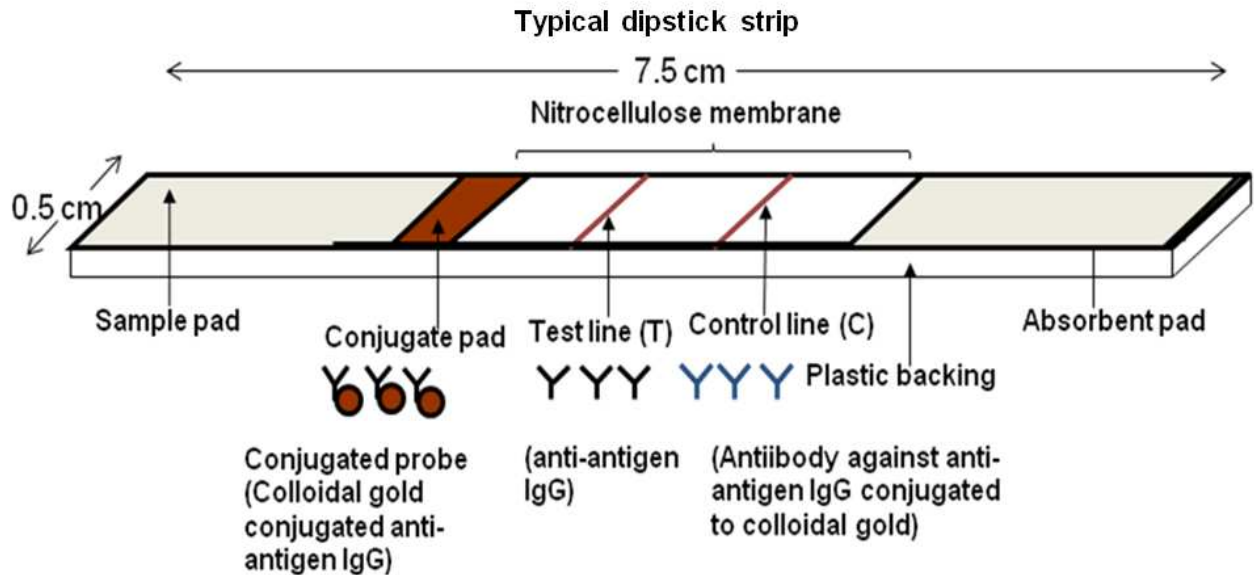 Typical dipstick strip
7.5 cm
Nitrocellulose membrane
0.5 cm
Sample pad
Conjugate pad
Test line (T)
Control line (C)
Absorbent pad
Plastic backing
Conjugated probe
(Colloidal gold
conjugated anti-
antigen IgG)
(anti-antigen
IgG)
(Antiibody against anti-
antigen IgG conjugated
to colloidal gold)